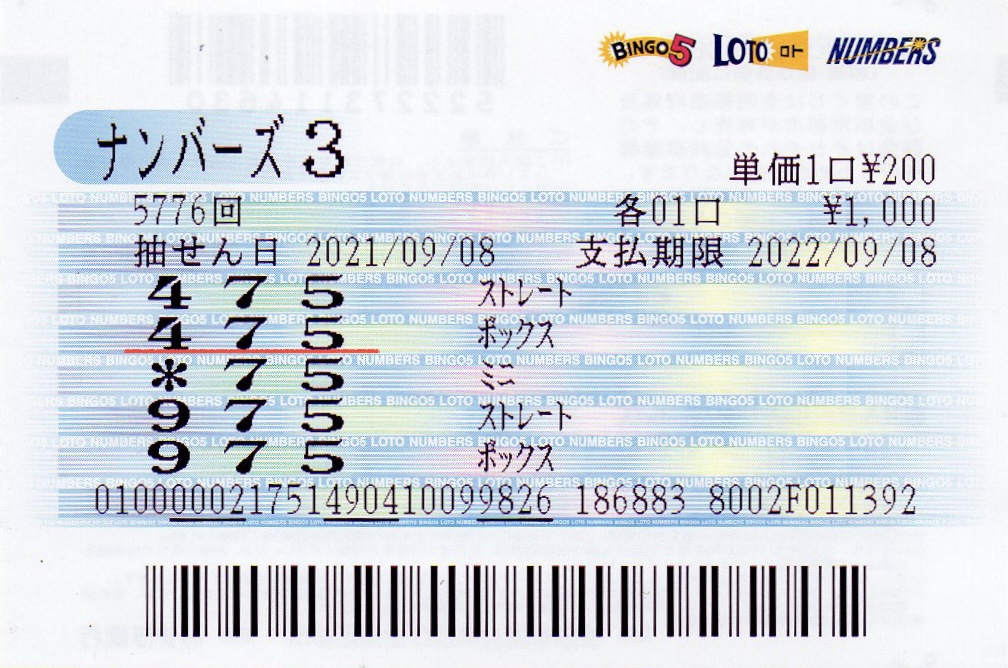 BINGO5 LOTO ロト NUMBERS
ナンバーズ3
単価1口¥200
5776回 各01口 ¥1,000
抽せん日 2021/09/08 支払期限 2022/09/08
4 7 5 ストレート
4 7 5 ボックス
* 7 5 ミニ
9 7 5 ストレート
9 7 5 ボックス
010000021751490410099826 186883 8002F011392